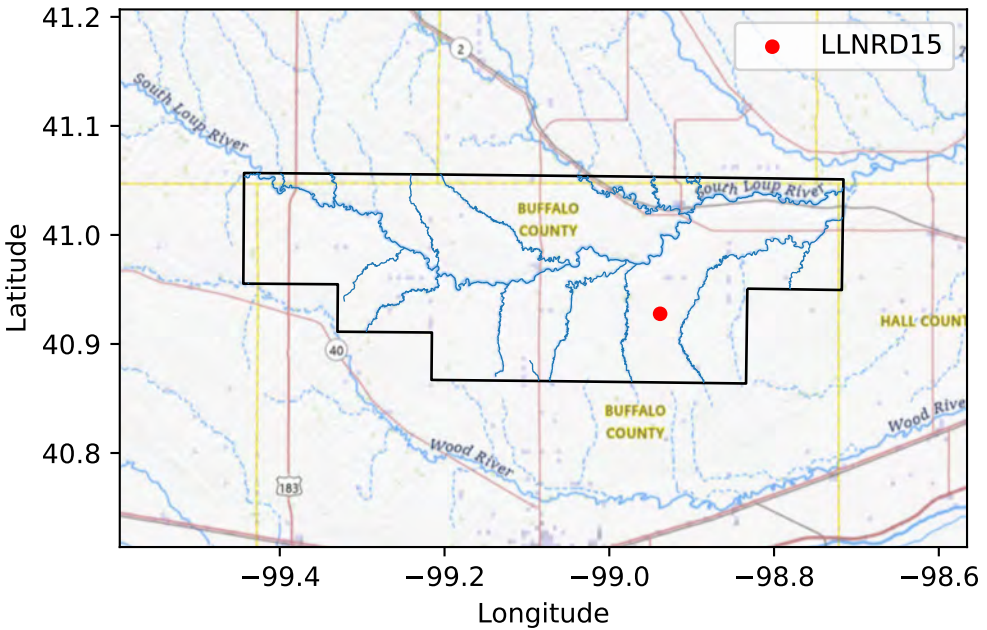 41.2
41.1
41.0
40.9
40.8
Latitude
LLNRD15
2
South Loup River
South Loup River
BUFFALO
COUNTY
HALL COUNT
40
BUFFALO
COUNTY
Wood River
Wood Rive
183
−99.4
−99.2
−99.0
−98.8
−98.6
Longitude